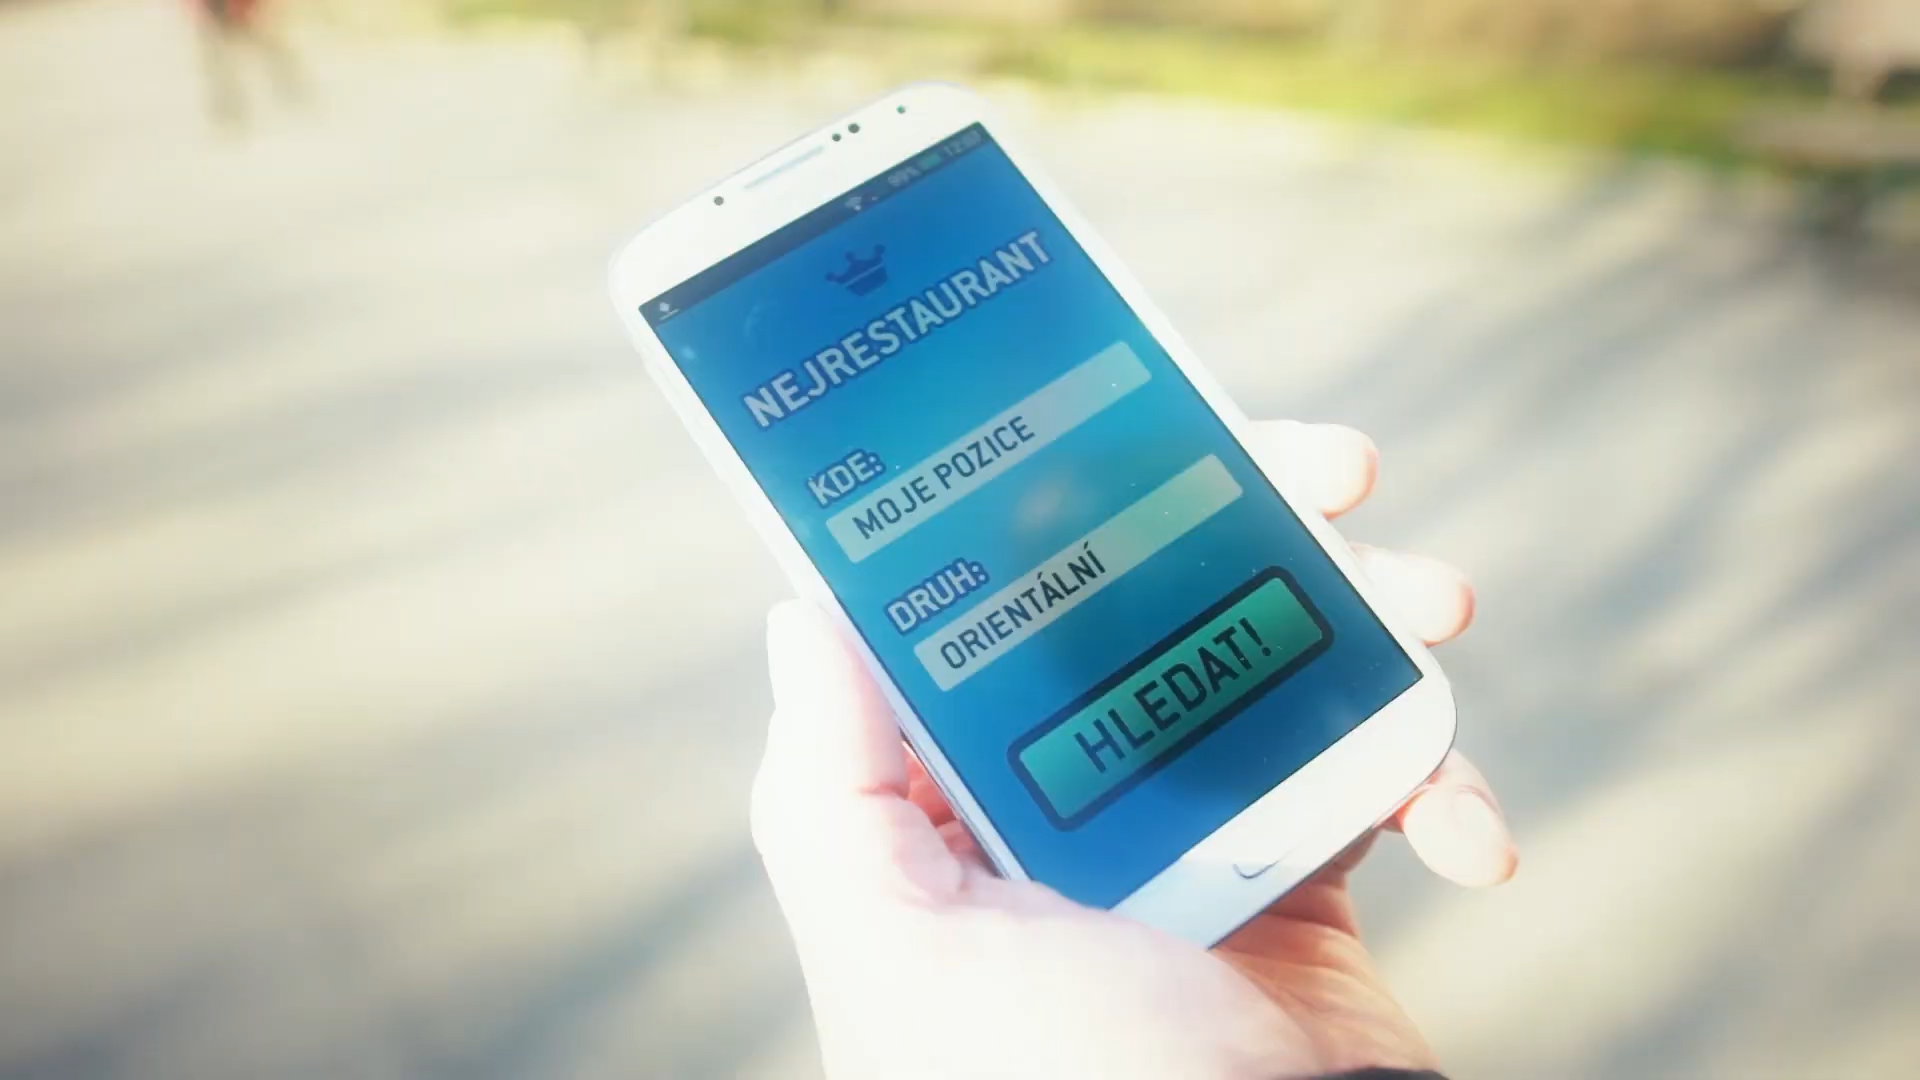 NEJRESTAURANT
KDE:
MOJE POZICE
DRUH:
ORIENTÁLNÍ
HLEDAT!